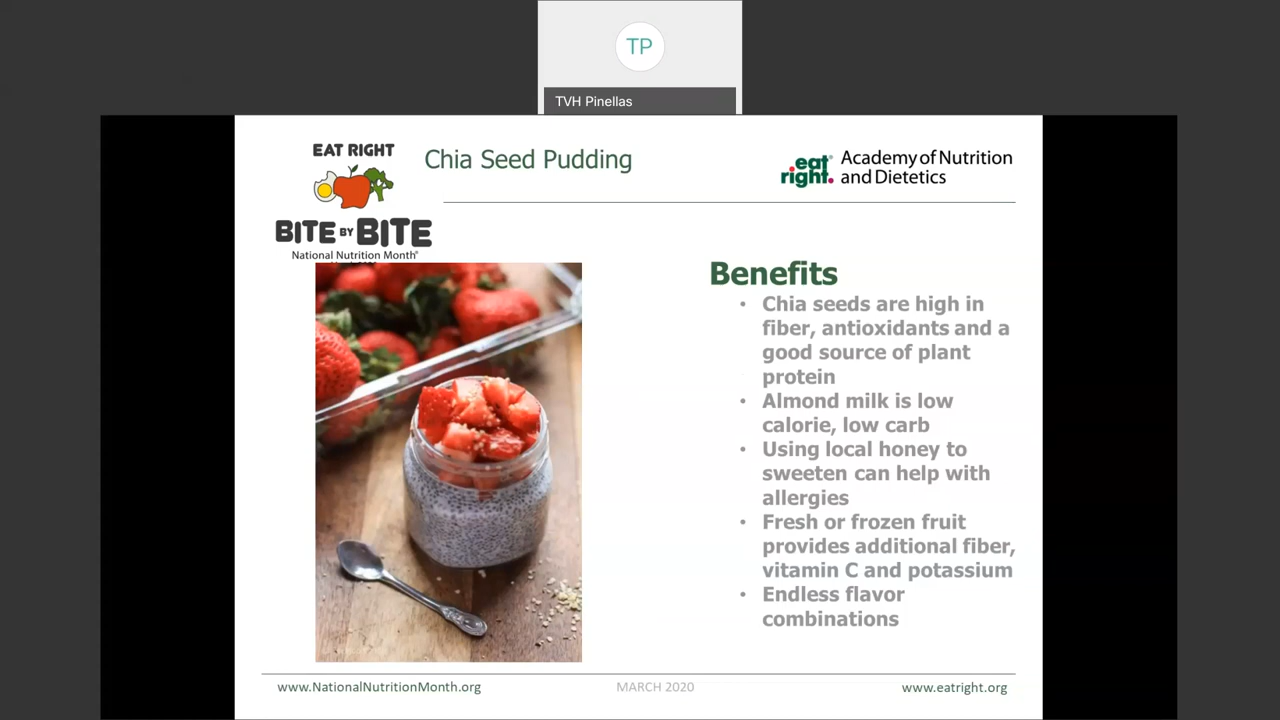 TP
TVH Pinellas
EAT RIGHT
BITE BY BITE
National Nutrition Month®
Chia Seed Pudding
eat right.®
Academy of Nutrition
and Dietetics
Benefits
• Chia seeds are high in
fiber, antioxidants and a
good source of plant
protein
• Almond milk is low
calorie, low carb
• Using local honey to
sweeten can help with
allergies
• Fresh or frozen fruit
provides additional fiber,
vitamin C and potassium
• Endless flavor
combinations
www.NationalNutritionMonth.org
MARCH 2020
www.eatright.org